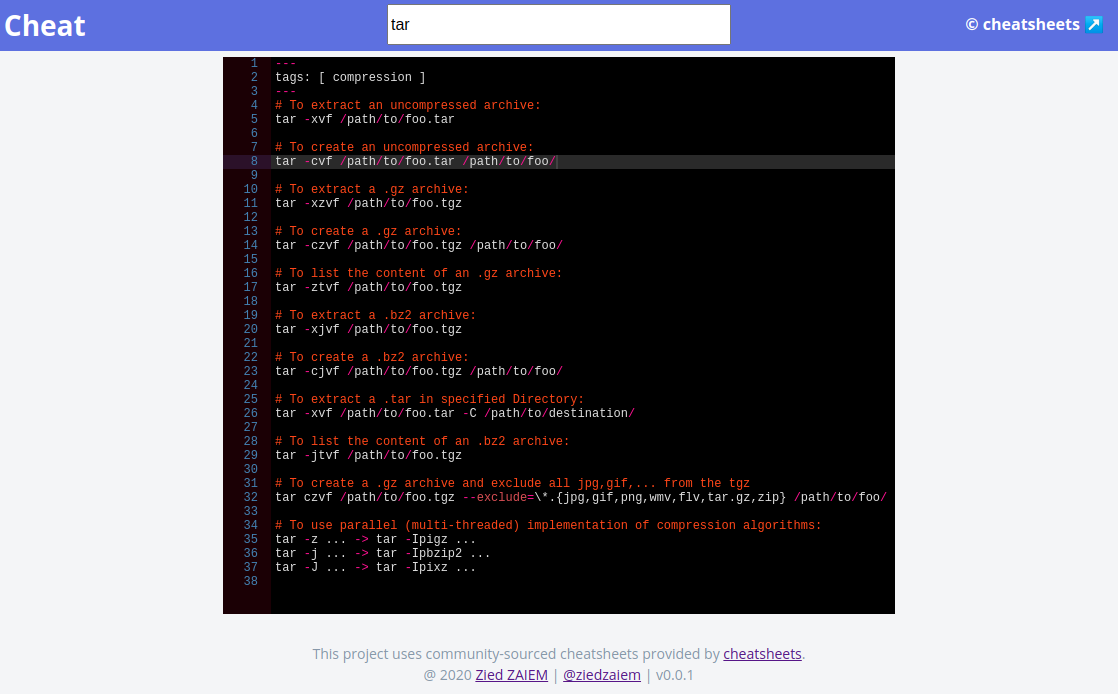 Cheat
tar
© cheatsheets ↗
1 ---
2 tags: [ compression ]
3 ---
4 # To extract an uncompressed archive:
5 tar -xvf /path/to/foo.tar
6
7 # To create an uncompressed archive:
8 tar -cvf /path/to/foo.tar /path/to/foo/
9
10 # To extract a .gz archive:
11 tar -xzvf /path/to/foo.tgz
12
13 # To create a .gz archive:
14 tar -czvf /path/to/foo.tgz /path/to/foo/
15
16 # To list the content of an .gz archive:
17 tar -ztvf /path/to/foo.tgz
18
19 # To extract a .bz2 archive:
20 tar -xjvf /path/to/foo.tgz
21
22 # To create a .bz2 archive:
23 tar -cjvf /path/to/foo.tgz /path/to/foo/
24
25 # To extract a .tar in specified Directory:
26 tar -xvf /path/to/foo.tar -C /path/to/destination/
27
28 # To list the content of an .bz2 archive:
29 tar -jtvf /path/to/foo.tgz
30
31 # To create a .gz archive and exclude all jpg,gif,... from the tgz
32 tar czvf /path/to/foo.tgz --exclude=\*.{jpg,gif,png,wmv,flv,tar.gz,zip} /path/to/foo/
33
34 # To use parallel (multi-threaded) implementation of compression algorithms:
35 tar -z ... -> tar -Ipigz ...
36 tar -j ... -> tar -Ipbzip2 ...
37 tar -J ... -> tar -Ipixz ...
38
This project uses community-sourced cheatsheets provided by cheatsheets.
@ 2020 Zied ZAIEM | @ziedzaiem | v0.0.1